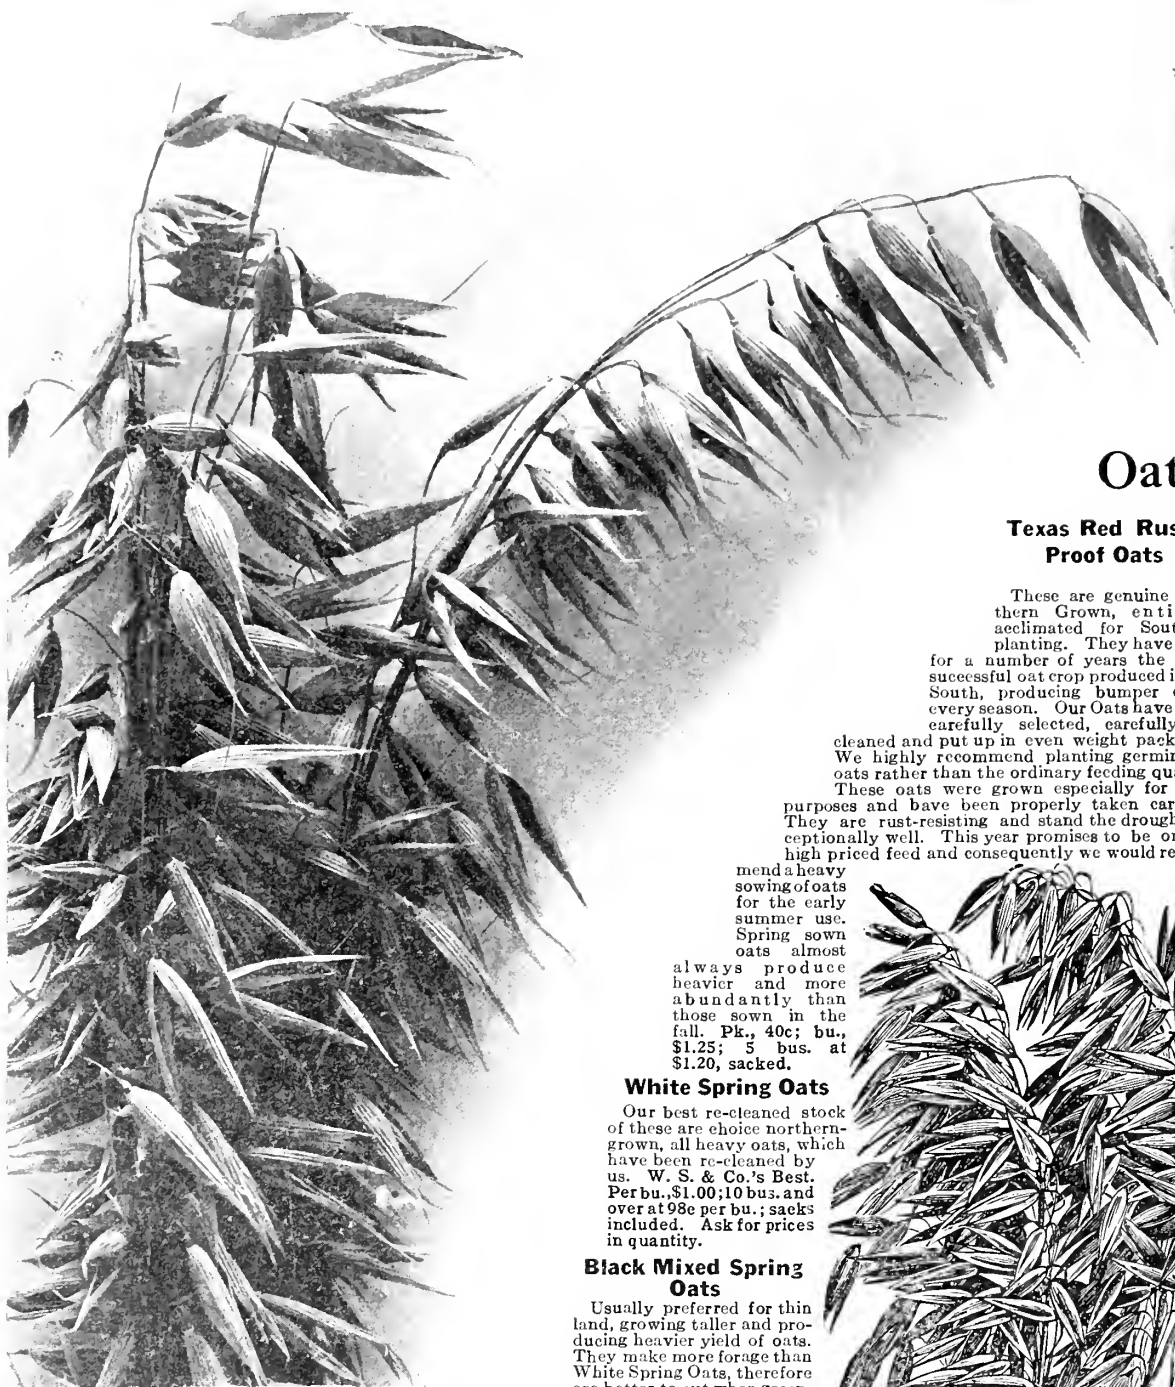 Oat
Texas Red Rus
Proof Oats
These are genuine
thern Grown, enti
acclimated for Sout
planting. They have
for a number of years the
successful oat crop produced i
South, producing bumper
every season. Our Oats have
carefully selected, carefully
cleaned and put up in even weight pack
We highly recommend planting germin
oats rather than the ordinary feeding qua
These oats were grown especially for
purposes and have been properly taken car
They are rust-resisting and stand the drough
ceptionally well. This year promises to be o
high priced feed and consequently we would re
mend a heavy
sowing of oats
for the early
summer use.
Spring sown
oats almost
always produce
heavier and more
abundantly than
those sown in the
fall. Pk., 40c; bu.,
$1.25; 5 bus. at
$1.20, sacked.
White Spring Oats
Our best re-cleaned stock
of these are choice northern-
grown, all heavy oats, which
have been re-cleaned by
us. W. S. & Co.'s Best.
Per bu., $1.00; 10 bus. and
over at 98c per bu.; sacks
included. Ask for prices
in quantity.
Black Mixed Spring
Oats
Usually preferred for thin
land, growing taller and pro-
ducing heavier yield of oats.
They make more forage than
White Spring Oats, therefore